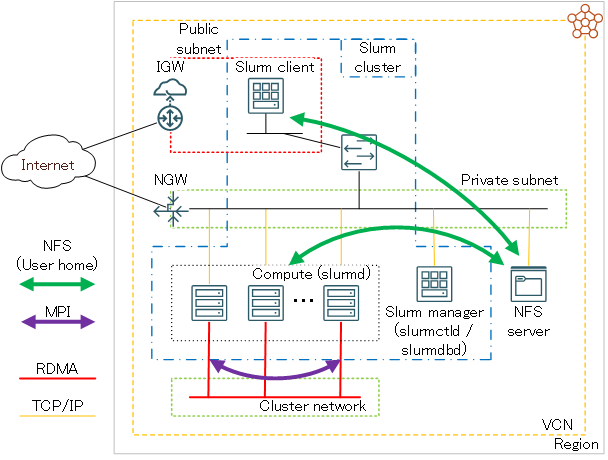 Public
subnet
IGW
Slurm client
Slurm
cluster
Internet
NGW
Private subnet
NFS
(User home)
MPI
RDMA
TCP/IP
Compute (slurmd)
...
Slurm manager
(slurmctld /
slurmdbd)
NFS
server
Cluster network
VCN
Region